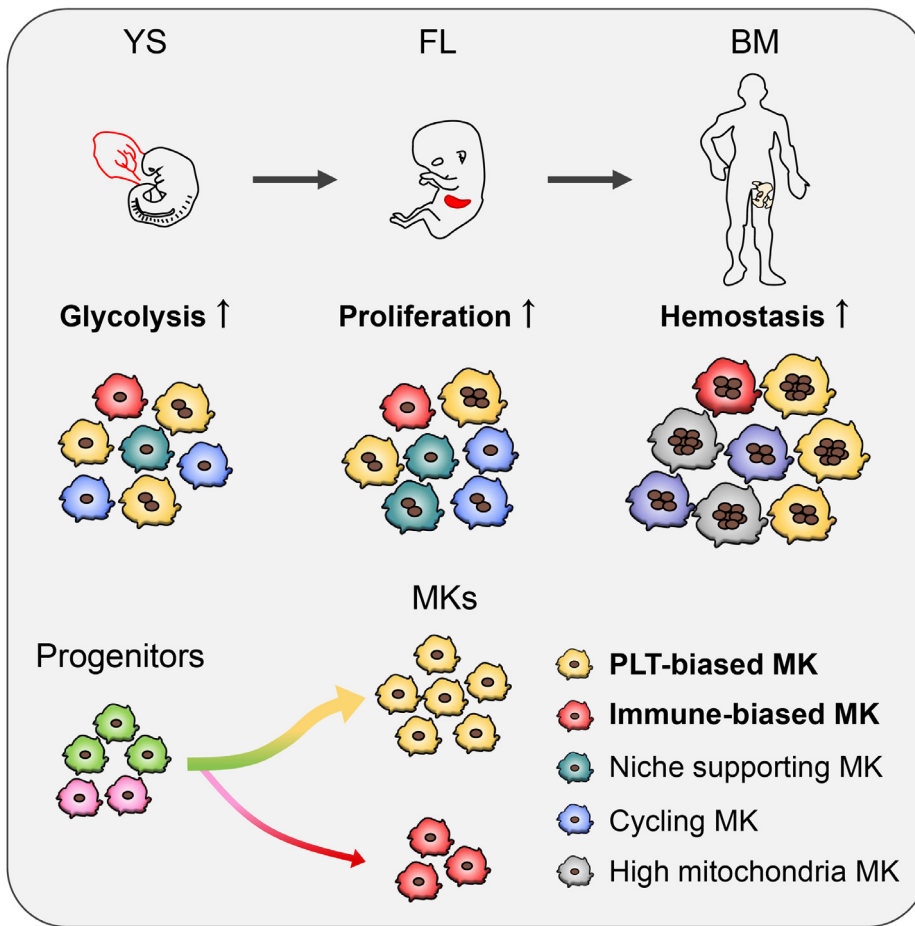 YS FL BM
Glycolysis ↑ Proliferation ↑ Hemostasis ↑
MKs
Progenitors
PLT-biased MK
Immune-biased MK
Niche supporting MK
Cycling MK
High mitochondria MK